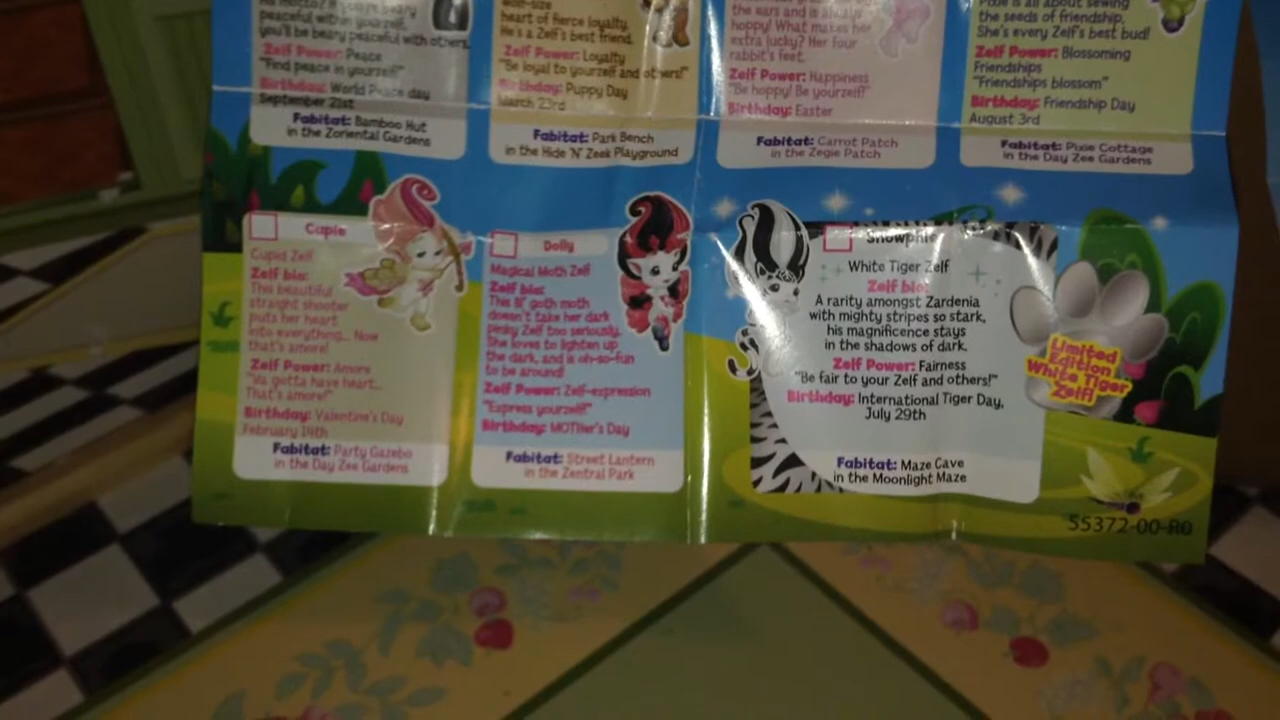 His motto? If you're beary
peaceful within yourself,
you'll be beary peaceful with others.
Zelf Power: Peace
"Find peace in yourzelf!"
Birthday: World Peace day
September 21st
Fabitat: Bamboo Hut
in the Zoriental Gardens
heart of fierce loyalty.
He's a Zelf's best friend.
Zelf Power: Loyalty
"Be loyal to yourzelf and others!"
Birthday: Puppy Day
March 23rd
Fabitat: Park Bench
in the Hide 'N' Zeek Playground
the ears and is always
hoppy! What makes her
extra lucky? Her four
rabbit's feet.
Zelf Power: Happiness
"Be hoppy! Be yourzelf!"
Birthday: Easter
Fabitat: Carrot Patch
in the Zegie Patch
Pixie is all about sewing
the seeds of friendship.
She's every Zelf's best bud!
Zelf Power: Blossoming
Friendships
"Friendships blossom"
Birthday: Friendship Day
August 3rd
Fabitat: Pixie Cottage
in the Day Zee Gardens
Cupie
Cupid Zelf
Zelf bio:
This beautiful
straight shooter
puts her heart
into everything... Now
that's amore!
Zelf Power: Amore
"Ya gotta have heart...
That's amore!"
Birthday: Valentine's Day
February 14th
Fabitat: Party Gazebo
in the Day Zee Gardens
Dolly
Magical Moth Zelf
Zelf bio:
This lil' goth moth
doesn't take her dark
pinky Zelf too seriously.
She loves to lighten up
the dark, and is oh-so-fun
to be around!
Zelf Power: Zelf-expression
"Express yourzelf!"
Birthday: MOTHer's Day
Fabitat: Street Lantern
in the Zentral Park
White Tiger Zelf
Zelf bio:
A rarity amongst Zardenia
with mighty stripes so stark,
his magnificence stays
in the shadows of dark.
Zelf Power: Fairness
"Be fair to your Zelf and others!"
Birthday: International Tiger Day,
July 29th
Fabitat: Maze Cave
in the Moonlight Maze
Limited
Edition
White Tiger
Zelf!
55372-00-R0